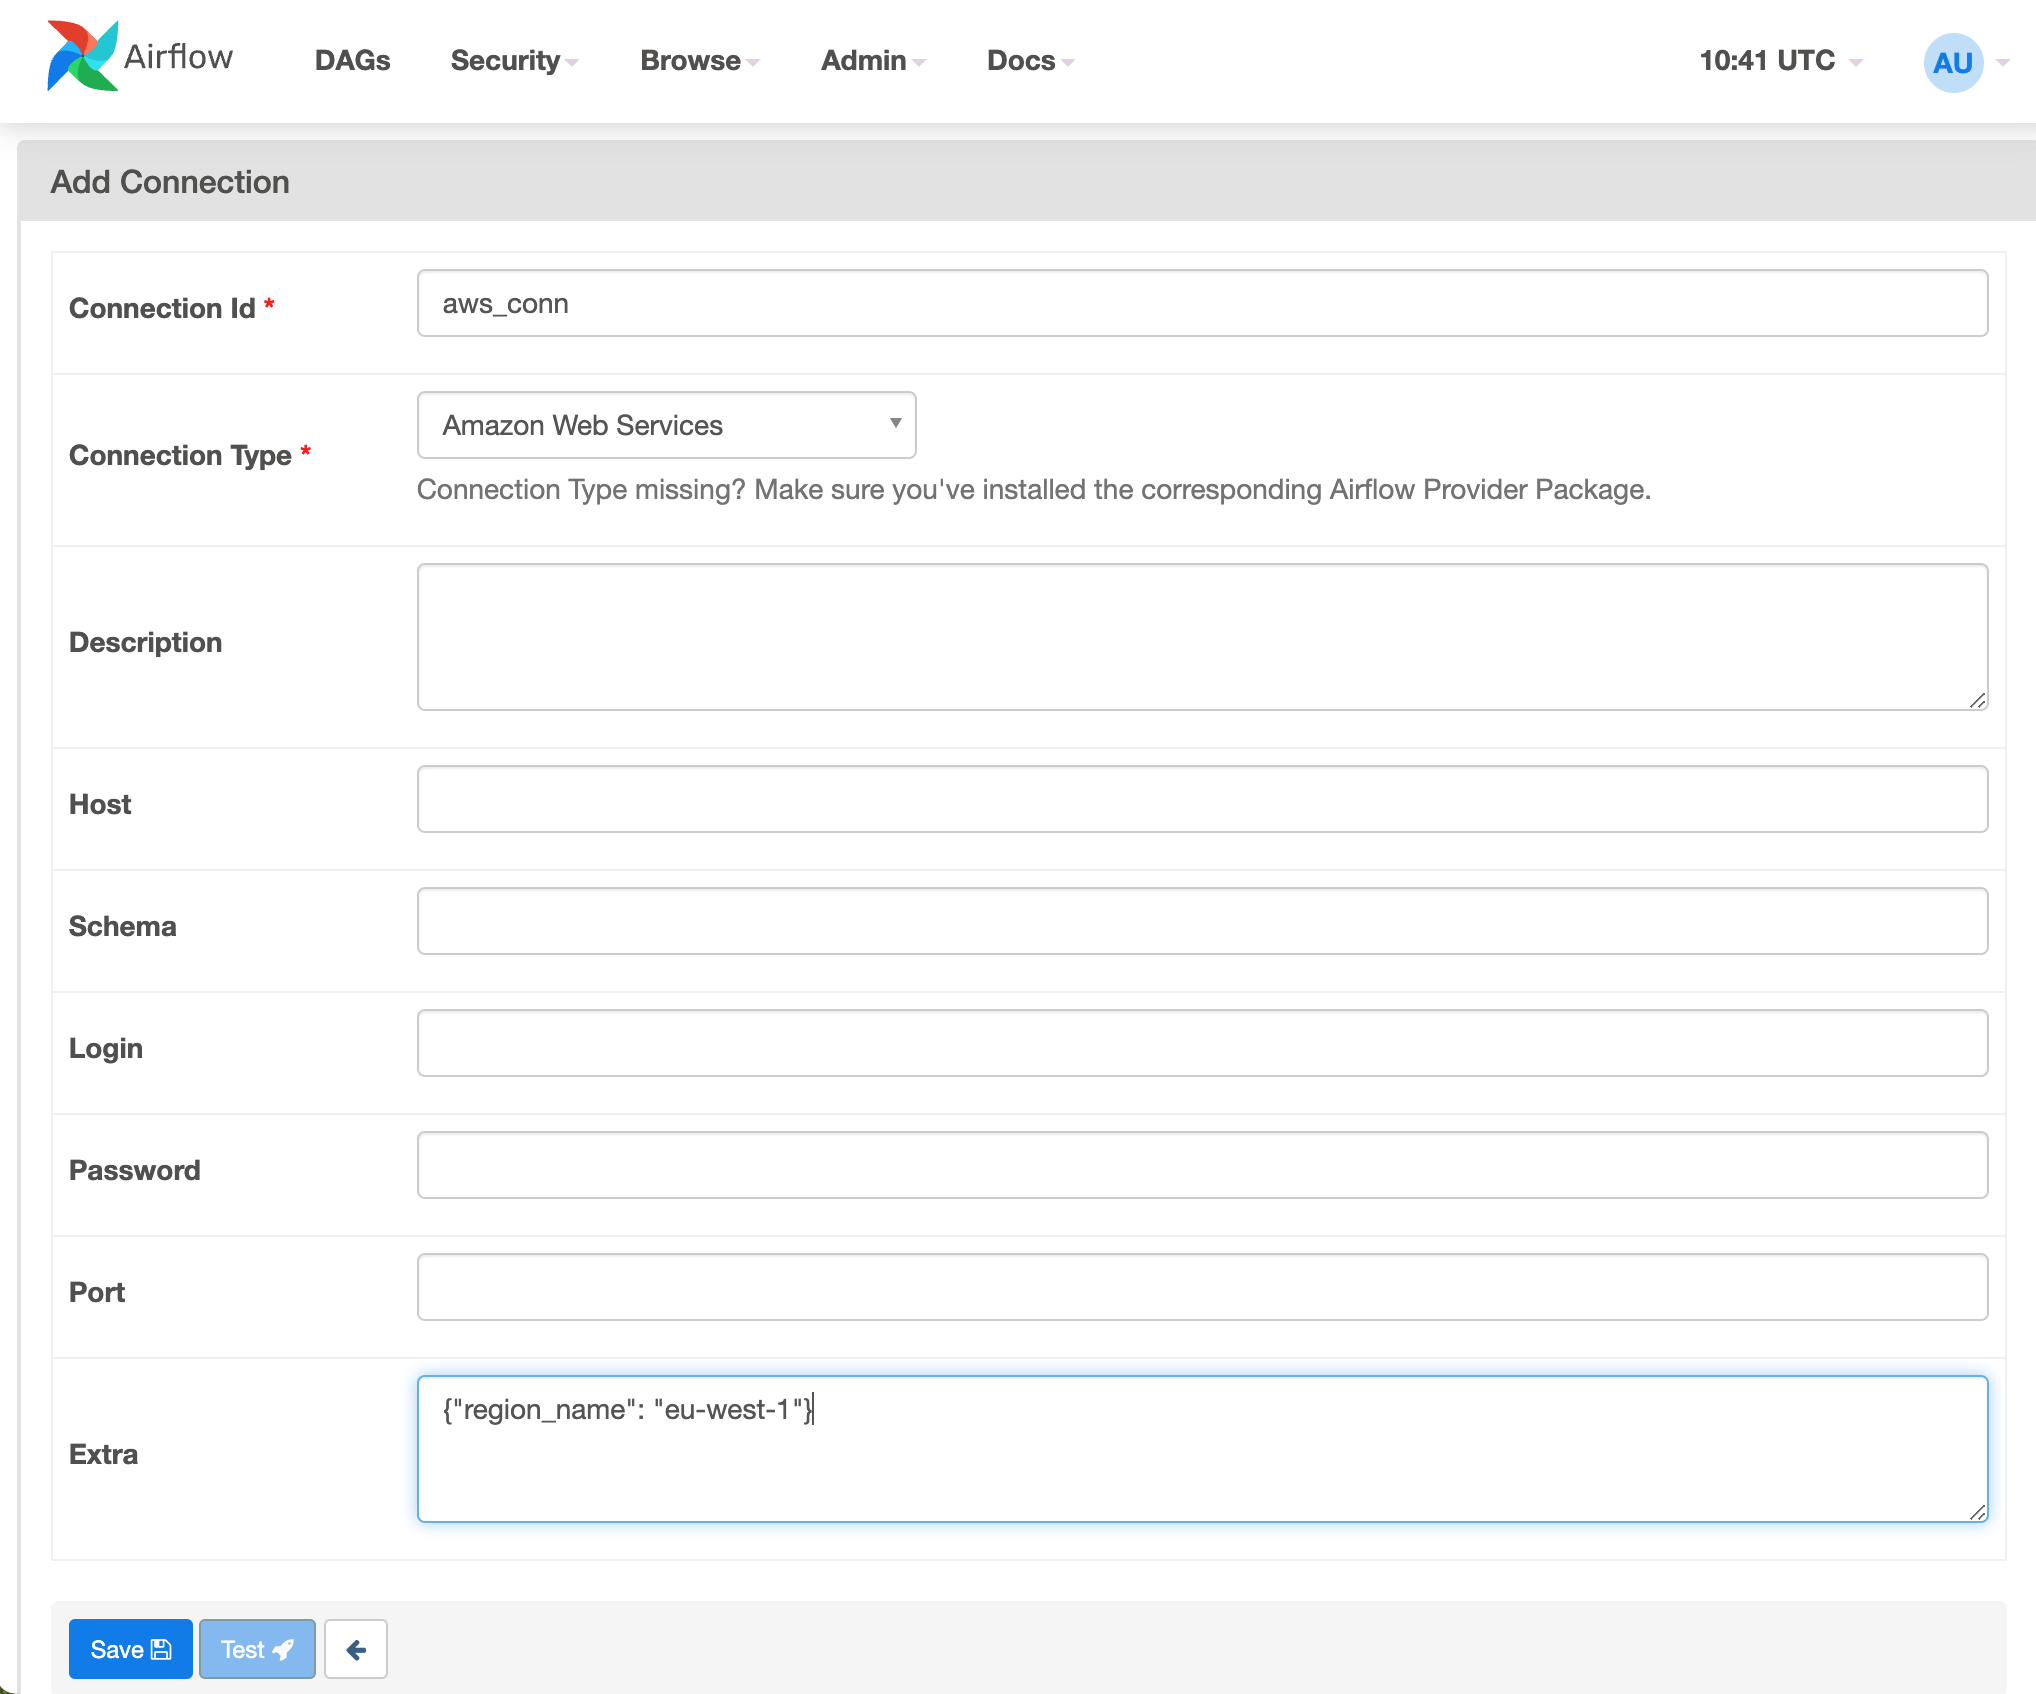 Airflow DAGs Security Browse Admin Docs 10:41 UTC AU
Add Connection
Connection Id * aws_conn
Connection Type * Amazon Web Services
Connection Type missing? Make sure you've installed the corresponding Airflow Provider Package.
Description
Host
Schema
Login
Password
Port
Extra {"region_name": "eu-west-1"}
Save Test